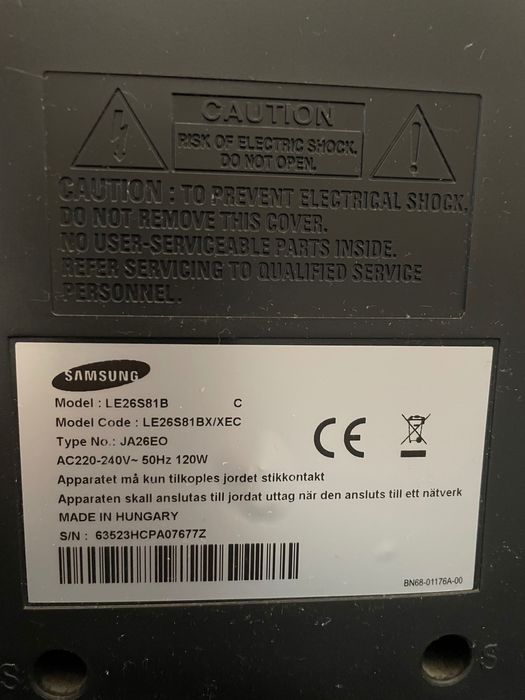 CAUTION
RISK OF ELECTRIC SHOCK.
DO NOT OPEN.
CAUTION : TO PREVENT ELECTRICAL SHOCK,
DO NOT REMOVE THIS COVER.
NO USER-SERVICEABLE PARTS INSIDE.
REFER SERVICING TO QUALIFIED SERVICE
PERSONNEL.
SAMSUNG
Model : LE26S81B C
Model Code : LE26S81BX/XEC
Type No.: JA26EO
AC220-240V~ 50Hz 120W
Apparatet må kun tilkoples jordet stikkontakt
Apparaten skall anslutas till jordat uttag när den ansluts till ett nätverk
MADE IN HUNGARY
S/N : 63523HCPA07677Z
CE
BN68-01176A-00
S S